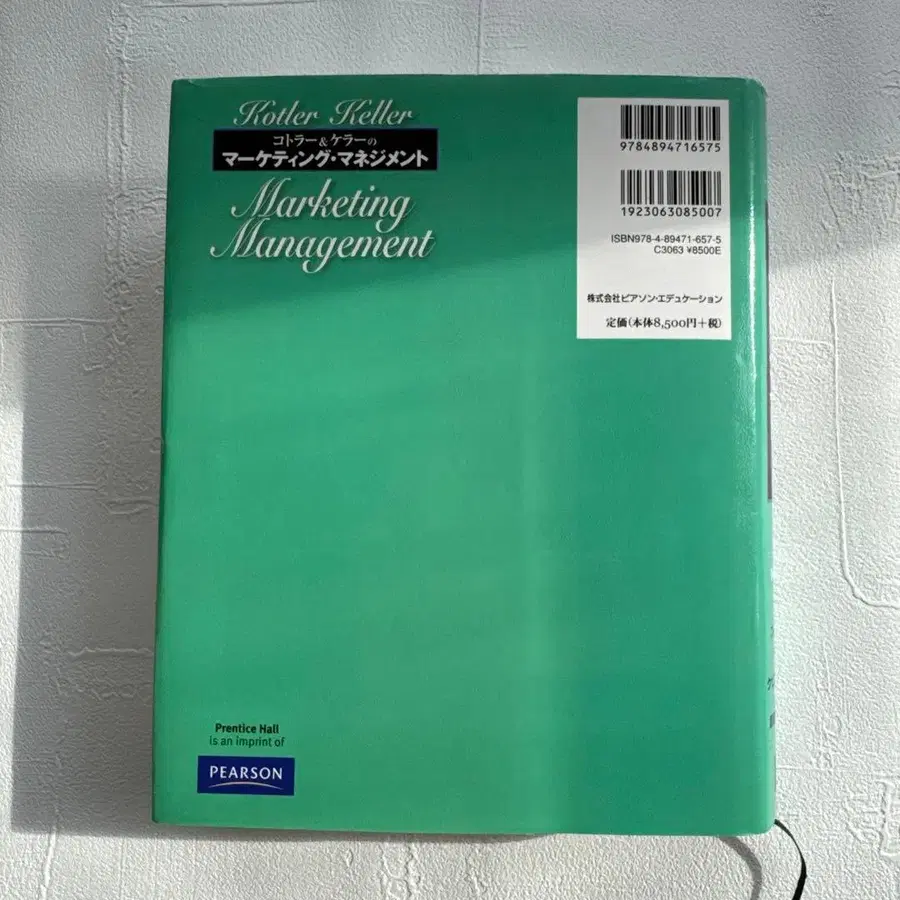 Kotler Keller
コトラー&ケラーの
マーケティング・マネジメント
Marketing
Management
9784894716575
1923063085007
ISBN978-4-89471-657-5
C3063 ¥8500E
株式会社ピアソン・エデュケーション
定価(本体8,500円+税)
Prentice Hall
is an imprint of
PEARSON